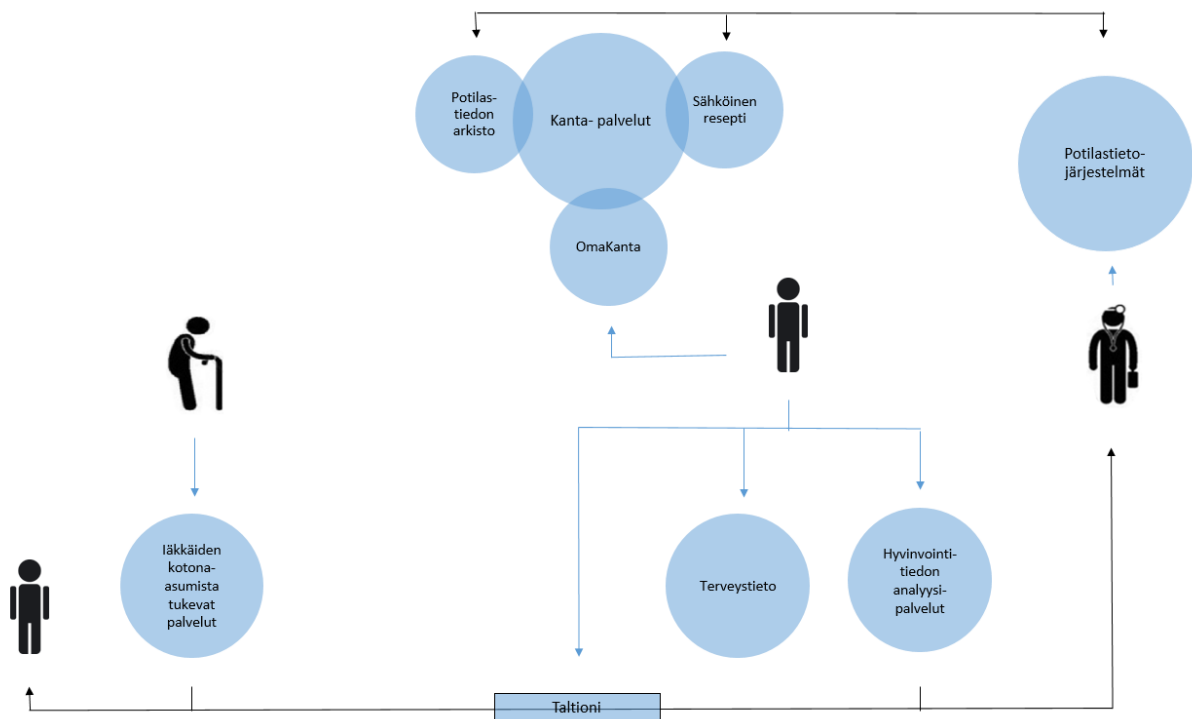 Potilas-
tiedon
arkisto
Kanta- palvelut
Sähköinen
resepti
Potilastieto-
järjestelmät
OmaKanta
Iäkkäiden
kotona-
asumista
tukevat
palvelut
Terveystieto
Hyvinvointi-
tiedon
analyysi-
palvelut
Taltioni